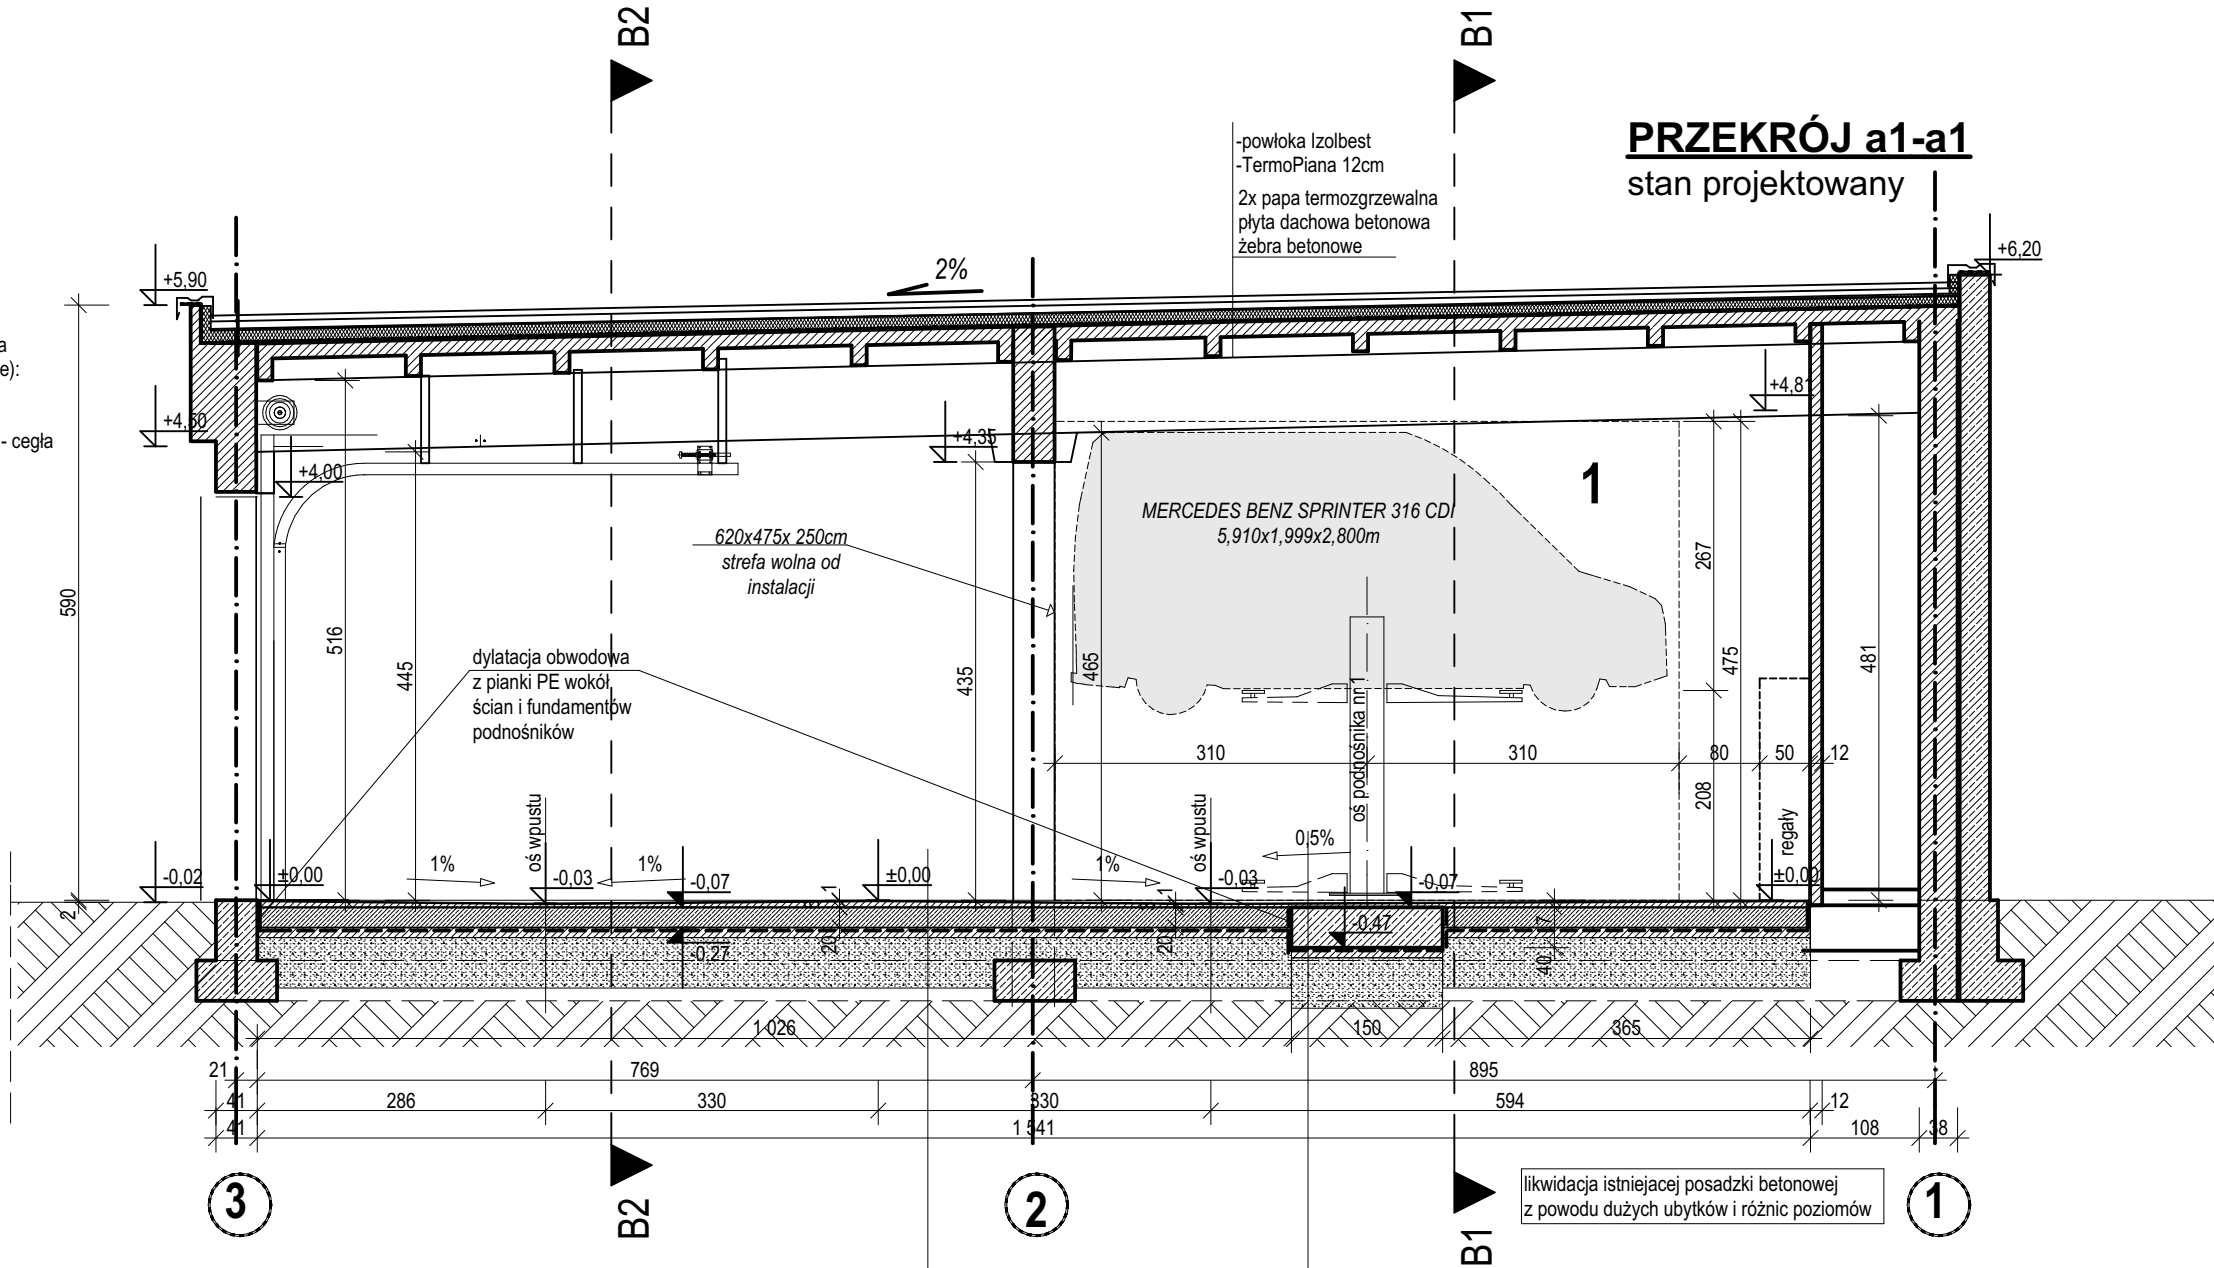 B2
B1
PRZEKRÓJ a1-a1
stan projektowany
-powłoka Izolbest
-TermoPiana 12cm
2x papa termozgrzewalna
płyta dachowa betonowa
żebra betonowe
2%
+5,90
+6,20
a
e):
- cegła
+4,81
+4,35
+4,00
1
MERCEDES BENZ SPRINTER 316 CDI
5,910x1,999x2,800m
620x475x 250cm
strefa wolna od
instalacji
590
516
445
435
465
267
475
481
208
dylatacja obwodowa
z pianki PE wokół
ścian i fundamentów
podnośników
oś podnośnika nr 1
310
310
80
50
12
oś wpustu
oś wpustu
regały
1%
1%
1%
0,5%
-0,02
±0,00
-0,03
-0,07
±0,00
-0,03
-0,07
±0,00
2
1
20
-0,27
1
20
-0,47
7
40
1 026
150
365
21
769
895
41
286
330
330
594
12
41
1 541
108
38
3
2
1
B2
B1
likwidacja istniejacej posadzki betonowej
z powodu dużych ubytków i różnic poziomów